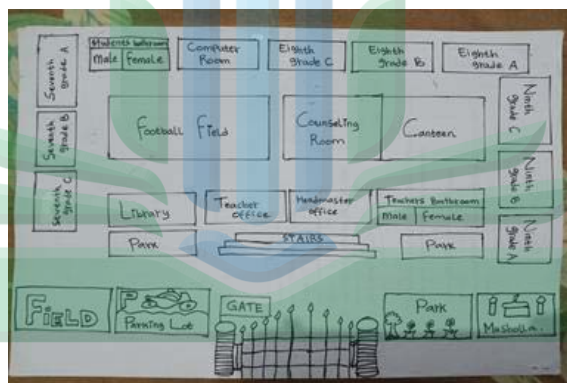 Seventh grade A
Students bathroom
Male Female
Computer
Room
Eighth
grade C
Eighth
grade B
Eighth
grade A
Seventh
grade B
Football Field
Counseling
Room
Canteen
Ninth
grade C
Seventh
grade C
Library
Teacher
office
Headmaster
office
Teachers Bathroom
Male Female
Ninth
grade B
Park
STAIRS
Park
Ninth
grade A
FiELD
P
Parning Lot
GATE
Park
Musholla